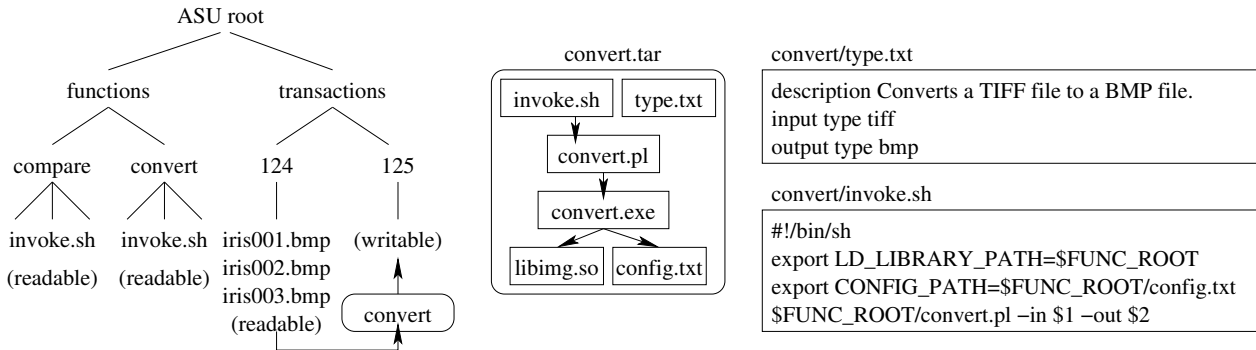 ASU root
functions
transactions
compare
convert
124
125
invoke.sh
invoke.sh
iris001.bmp
(writable)
(readable)
(readable)
iris002.bmp
iris003.bmp
(readable)
convert
convert.tar
invoke.sh
type.txt
convert.pl
convert.exe
libimg.so
config.txt
convert/type.txt
description Converts a TIFF file to a BMP file.
input type tiff
output type bmp
convert/invoke.sh
#!/bin/sh
export LD_LIBRARY_PATH=$FUNC_ROOT
export CONFIG_PATH=$FUNC_ROOT/config.txt
$FUNC_ROOT/convert.pl −in $1 −out $2